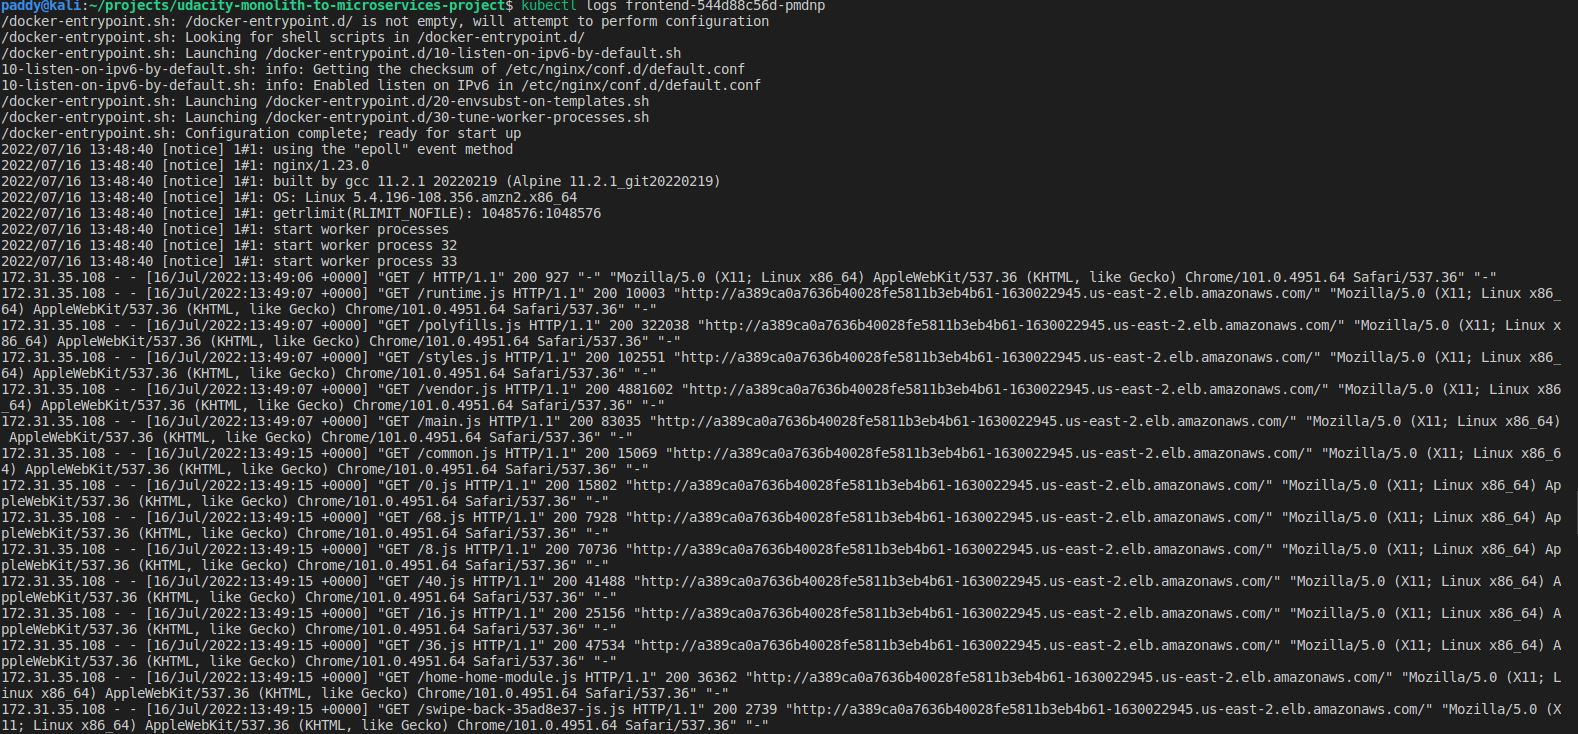 paddy@kali:~/projects/udacity-monolith-to-microservices-project$ kubectl logs frontend-544d88c56d-pmdnp
/docker-entrypoint.sh: /docker-entrypoint.d/ is not empty, will attempt to perform configuration
/docker-entrypoint.sh: Looking for shell scripts in /docker-entrypoint.d/
/docker-entrypoint.sh: Launching /docker-entrypoint.d/10-listen-on-ipv6-by-default.sh
10-listen-on-ipv6-by-default.sh: info: Getting the checksum of /etc/nginx/conf.d/default.conf
10-listen-on-ipv6-by-default.sh: info: Enabled listen on IPv6 in /etc/nginx/conf.d/default.conf
/docker-entrypoint.sh: Launching /docker-entrypoint.d/20-envsubst-on-templates.sh
/docker-entrypoint.sh: Launching /docker-entrypoint.d/30-tune-worker-processes.sh
/docker-entrypoint.sh: Configuration complete; ready for start up
2022/07/16 13:48:40 [notice] 1#1: using the "epoll" event method
2022/07/16 13:48:40 [notice] 1#1: nginx/1.23.0
2022/07/16 13:48:40 [notice] 1#1: built by gcc 11.2.1 20220219 (Alpine 11.2.1_git20220219)
2022/07/16 13:48:40 [notice] 1#1: OS: Linux 5.4.196-108.356.amzn2.x86_64
2022/07/16 13:48:40 [notice] 1#1: getrlimit(RLIMIT_NOFILE): 1048576:1048576
2022/07/16 13:48:40 [notice] 1#1: start worker processes
2022/07/16 13:48:40 [notice] 1#1: start worker process 32
2022/07/16 13:48:40 [notice] 1#1: start worker process 33
172.31.35.108 - - [16/Jul/2022:13:49:06 +0000] "GET / HTTP/1.1" 200 927 "-" "Mozilla/5.0 (X11; Linux x86_64) AppleWebKit/537.36 (KHTML, like Gecko) Chrome/101.0.4951.64 Safari/537.36" "-"
172.31.35.108 - - [16/Jul/2022:13:49:07 +0000] "GET /runtime.js HTTP/1.1" 200 10003 "http://a389ca0a7636b40028fe5811b3eb4b61-1630022945.us-east-2.elb.amazonaws.com/" "Mozilla/5.0 (X11; Linux x86_
64) AppleWebKit/537.36 (KHTML, like Gecko) Chrome/101.0.4951.64 Safari/537.36" "-"
172.31.35.108 - - [16/Jul/2022:13:49:07 +0000] "GET /polyfills.js HTTP/1.1" 200 322038 "http://a389ca0a7636b40028fe5811b3eb4b61-1630022945.us-east-2.elb.amazonaws.com/" "Mozilla/5.0 (X11; Linux x
86_64) AppleWebKit/537.36 (KHTML, like Gecko) Chrome/101.0.4951.64 Safari/537.36" "-"
172.31.35.108 - - [16/Jul/2022:13:49:07 +0000] "GET /styles.js HTTP/1.1" 200 102551 "http://a389ca0a7636b40028fe5811b3eb4b61-1630022945.us-east-2.elb.amazonaws.com/" "Mozilla/5.0 (X11; Linux x86_
64) AppleWebKit/537.36 (KHTML, like Gecko) Chrome/101.0.4951.64 Safari/537.36" "-"
172.31.35.108 - - [16/Jul/2022:13:49:07 +0000] "GET /vendor.js HTTP/1.1" 200 4881602 "http://a389ca0a7636b40028fe5811b3eb4b61-1630022945.us-east-2.elb.amazonaws.com/" "Mozilla/5.0 (X11; Linux x86
_64) AppleWebKit/537.36 (KHTML, like Gecko) Chrome/101.0.4951.64 Safari/537.36" "-"
172.31.35.108 - - [16/Jul/2022:13:49:07 +0000] "GET /main.js HTTP/1.1" 200 83035 "http://a389ca0a7636b40028fe5811b3eb4b61-1630022945.us-east-2.elb.amazonaws.com/" "Mozilla/5.0 (X11; Linux x86_64)
 AppleWebKit/537.36 (KHTML, like Gecko) Chrome/101.0.4951.64 Safari/537.36" "-"
172.31.35.108 - - [16/Jul/2022:13:49:15 +0000] "GET /common.js HTTP/1.1" 200 15069 "http://a389ca0a7636b40028fe5811b3eb4b61-1630022945.us-east-2.elb.amazonaws.com/" "Mozilla/5.0 (X11; Linux x86_6
4) AppleWebKit/537.36 (KHTML, like Gecko) Chrome/101.0.4951.64 Safari/537.36" "-"
172.31.35.108 - - [16/Jul/2022:13:49:15 +0000] "GET /0.js HTTP/1.1" 200 15802 "http://a389ca0a7636b40028fe5811b3eb4b61-1630022945.us-east-2.elb.amazonaws.com/" "Mozilla/5.0 (X11; Linux x86_64) Ap
pleWebKit/537.36 (KHTML, like Gecko) Chrome/101.0.4951.64 Safari/537.36" "-"
172.31.35.108 - - [16/Jul/2022:13:49:15 +0000] "GET /68.js HTTP/1.1" 200 7928 "http://a389ca0a7636b40028fe5811b3eb4b61-1630022945.us-east-2.elb.amazonaws.com/" "Mozilla/5.0 (X11; Linux x86_64) Ap
pleWebKit/537.36 (KHTML, like Gecko) Chrome/101.0.4951.64 Safari/537.36" "-"
172.31.35.108 - - [16/Jul/2022:13:49:15 +0000] "GET /8.js HTTP/1.1" 200 70736 "http://a389ca0a7636b40028fe5811b3eb4b61-1630022945.us-east-2.elb.amazonaws.com/" "Mozilla/5.0 (X11; Linux x86_64) Ap
pleWebKit/537.36 (KHTML, like Gecko) Chrome/101.0.4951.64 Safari/537.36" "-"
172.31.35.108 - - [16/Jul/2022:13:49:15 +0000] "GET /40.js HTTP/1.1" 200 41488 "http://a389ca0a7636b40028fe5811b3eb4b61-1630022945.us-east-2.elb.amazonaws.com/" "Mozilla/5.0 (X11; Linux x86_64) A
ppleWebKit/537.36 (KHTML, like Gecko) Chrome/101.0.4951.64 Safari/537.36" "-"
172.31.35.108 - - [16/Jul/2022:13:49:15 +0000] "GET /16.js HTTP/1.1" 200 25156 "http://a389ca0a7636b40028fe5811b3eb4b61-1630022945.us-east-2.elb.amazonaws.com/" "Mozilla/5.0 (X11; Linux x86_64) A
ppleWebKit/537.36 (KHTML, like Gecko) Chrome/101.0.4951.64 Safari/537.36" "-"
172.31.35.108 - - [16/Jul/2022:13:49:15 +0000] "GET /36.js HTTP/1.1" 200 47534 "http://a389ca0a7636b40028fe5811b3eb4b61-1630022945.us-east-2.elb.amazonaws.com/" "Mozilla/5.0 (X11; Linux x86_64) A
ppleWebKit/537.36 (KHTML, like Gecko) Chrome/101.0.4951.64 Safari/537.36" "-"
172.31.35.108 - - [16/Jul/2022:13:49:15 +0000] "GET /home-home-module.js HTTP/1.1" 200 36362 "http://a389ca0a7636b40028fe5811b3eb4b61-1630022945.us-east-2.elb.amazonaws.com/" "Mozilla/5.0 (X11; L
inux x86_64) AppleWebKit/537.36 (KHTML, like Gecko) Chrome/101.0.4951.64 Safari/537.36" "-"
172.31.35.108 - - [16/Jul/2022:13:49:15 +0000] "GET /swipe-back-35ad8e37-js.js HTTP/1.1" 200 2739 "http://a389ca0a7636b40028fe5811b3eb4b61-1630022945.us-east-2.elb.amazonaws.com/" "Mozilla/5.0 (X
11; Linux x86_64) AppleWebKit/537.36 (KHTML, like Gecko) Chrome/101.0.4951.64 Safari/537.36" "-"